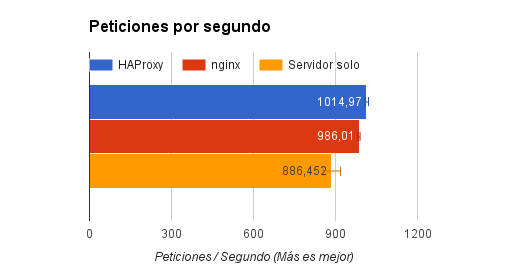 Peticiones por segundo
HAProxy nginx Servidor solo
1014,97
986,01
886,452
0 300 600 900 1200
Peticiones / Segundo (Más es mejor)